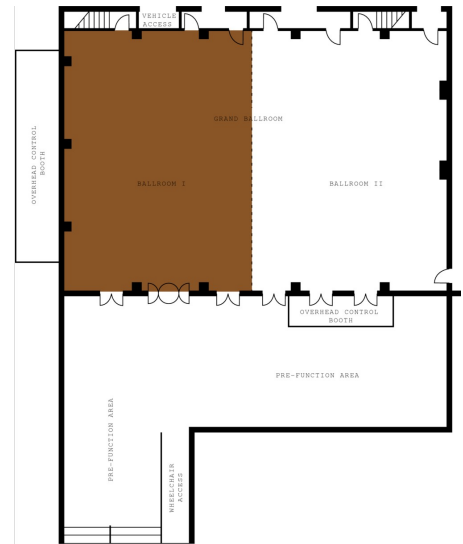 VEHICLE
ACCESS
GRAND BALLROOM
OVERHEAD CONTROL
BOOTH
BALLROOM I
BALLROOM II
OVERHEAD CONTROL
BOOTH
PRE-FUNCTION AREA
PRE-FUNCTION AREA
WHEELCHAIR
ACCESS